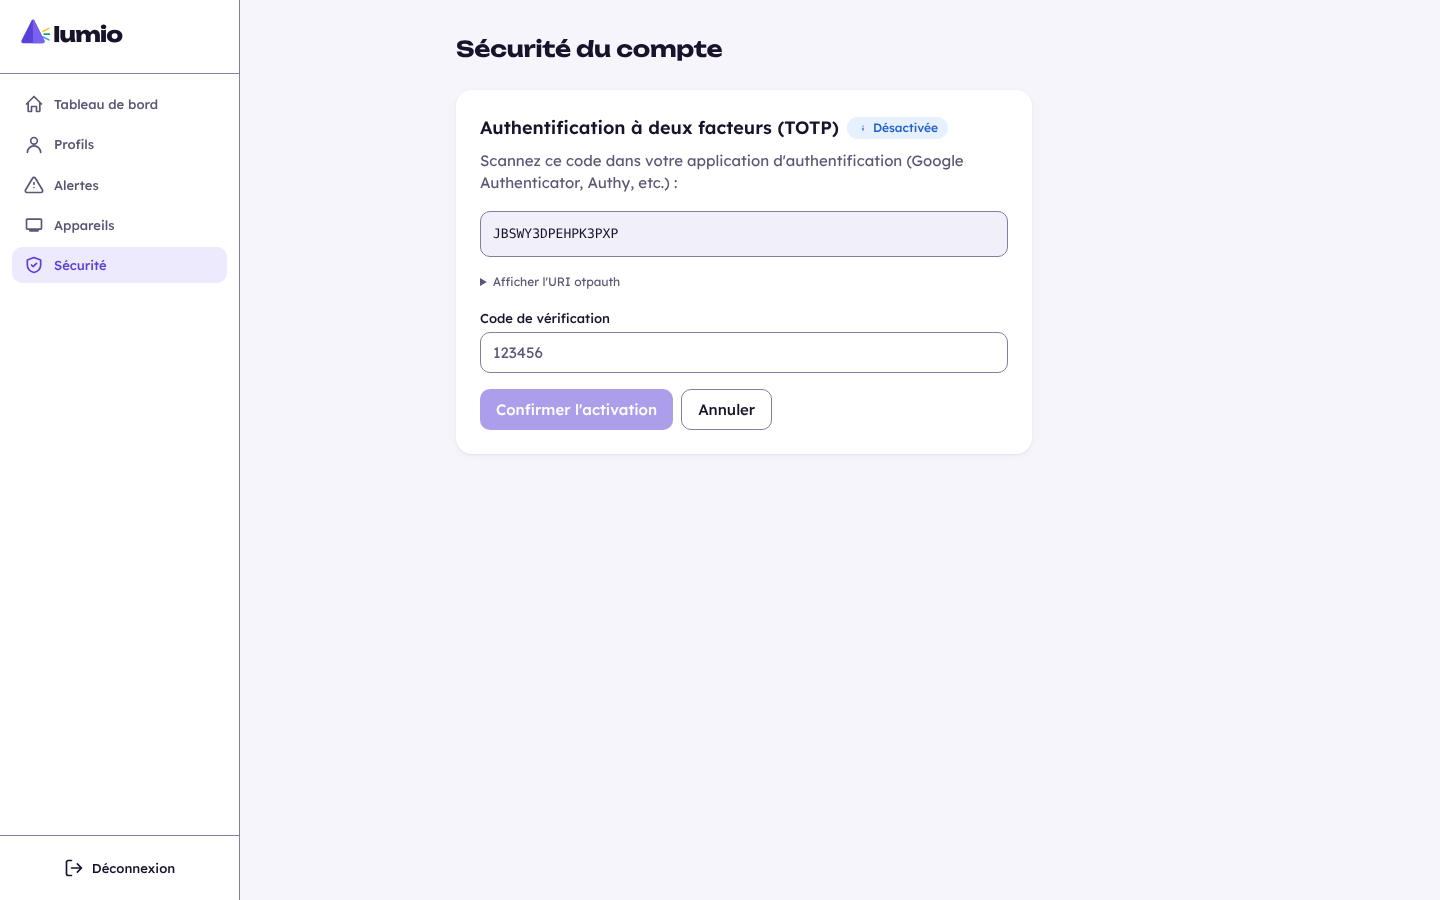 lumio
Tableau de bord
Profils
Alertes
Appareils
Sécurité
Déconnexion
Sécurité du compte
Authentification à deux facteurs (TOTP)
Désactivée
Scannez ce code dans votre application d'authentification (Google
Authenticator, Authy, etc.) :
JBSWY3DPEHPK3PXP
Afficher l'URI otpauth
Code de vérification
123456
Confirmer l'activation
Annuler